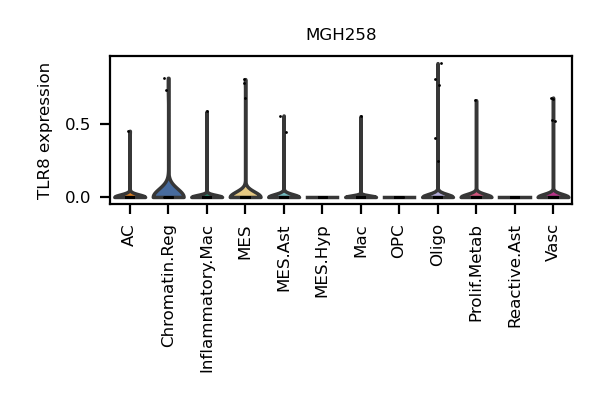 MGH258
TLR8 expression
0.5
0.0
AC
Chromatin.Reg
Inflammatory.Mac
MES
MES.Ast
MES.Hyp
Mac
OPC
Oligo
Prolif.Metab
Reactive.Ast
Vasc